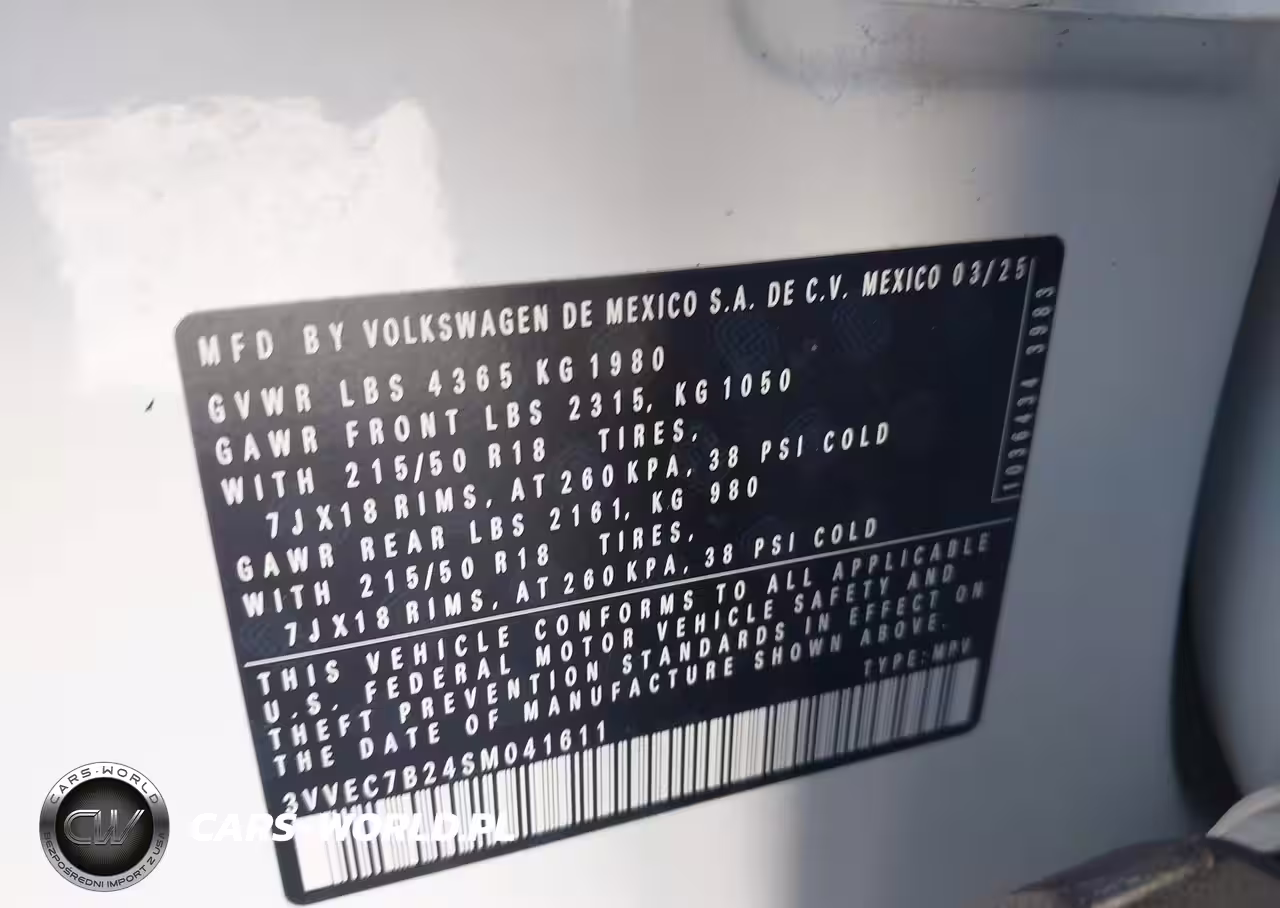 MFD BY VOLKSWAGEN DE MEXICO S.A. DE C.V. MEXICO 03/25
GVWR LBS 4365 KG 1980
GAWR FRONT LBS 2315, KG 1050
WITH 215/50 R18 TIRES,
7JX18 RIMS, AT 260 KPA, 38 PSI COLD
GAWR REAR LBS 2161, KG 980
WITH 215/50 R18 TIRES,
7JX18 RIMS, AT 260 KPA, 38 PSI COLD
1036434 3983
THIS VEHICLE CONFORMS TO ALL APPLICABLE
U.S. FEDERAL MOTOR VEHICLE SAFETY AND
THEFT PREVENTION STANDARDS IN EFFECT ON
THE DATE OF MANUFACTURE SHOWN ABOVE.
TYPE: MPV
3VVEC7B24SM041611
CARS-WORLD
CW
BEZPOŚREDNI IMPORT Z USA
CARS-WORLD.PL